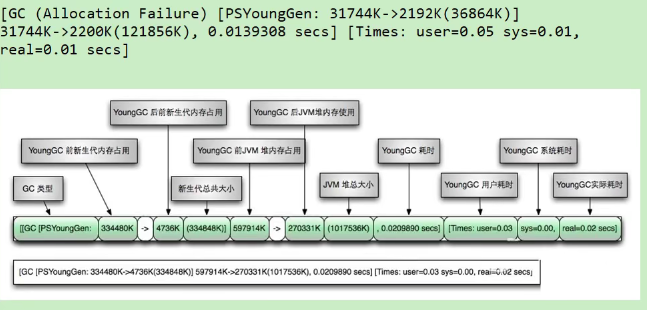 [GC (Allocation Failure) [PSYoungGen: 31744K->2192K(36864K)]
31744K->2200K(121856K), 0.0139308 secs] [Times: user=0.05 sys=0.01,
real=0.01 secs]
YoungGC 后前新生代内存占用
YoungGC 后JVM堆内存使用
YoungGC 前新生代内存占用
YoungGC 前JVM 堆内存占用
YoungGC 耗时
YoungGC 系统耗时
GC 类型
新生代总共大小
JVM 堆总大小
YoungGC 用户耗时
YoungGC实际耗时
[[GC [PSYoungGen: 334480K -> 4736K (334848K)] 597914K -> 270331K (1017536K) , 0.0209890 secs] [Times: user=0.03 sys=0.00, real=0.02 secs]
[GC [PSYoungGen: 334480K->4736K(334848K)] 597914K->270331K(1017536K), 0.0209890 secs] [Times: user=0.03 sys=0.00, real=0.02 secs]